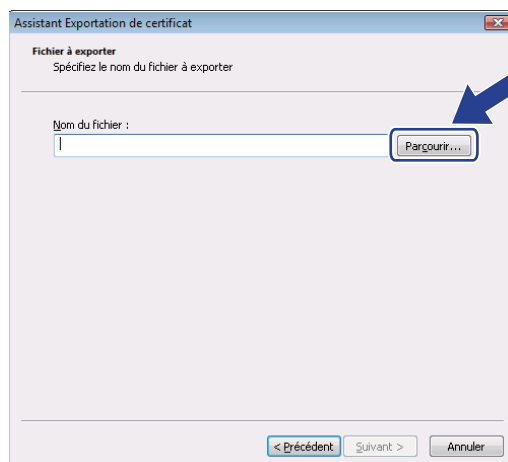 Assistant Exportation de certificat
Fichier à exporter
Spécifiez le nom du fichier à exporter
Nom du fichier :
Parcourir...
< Précédent
Suivant >
Annuler